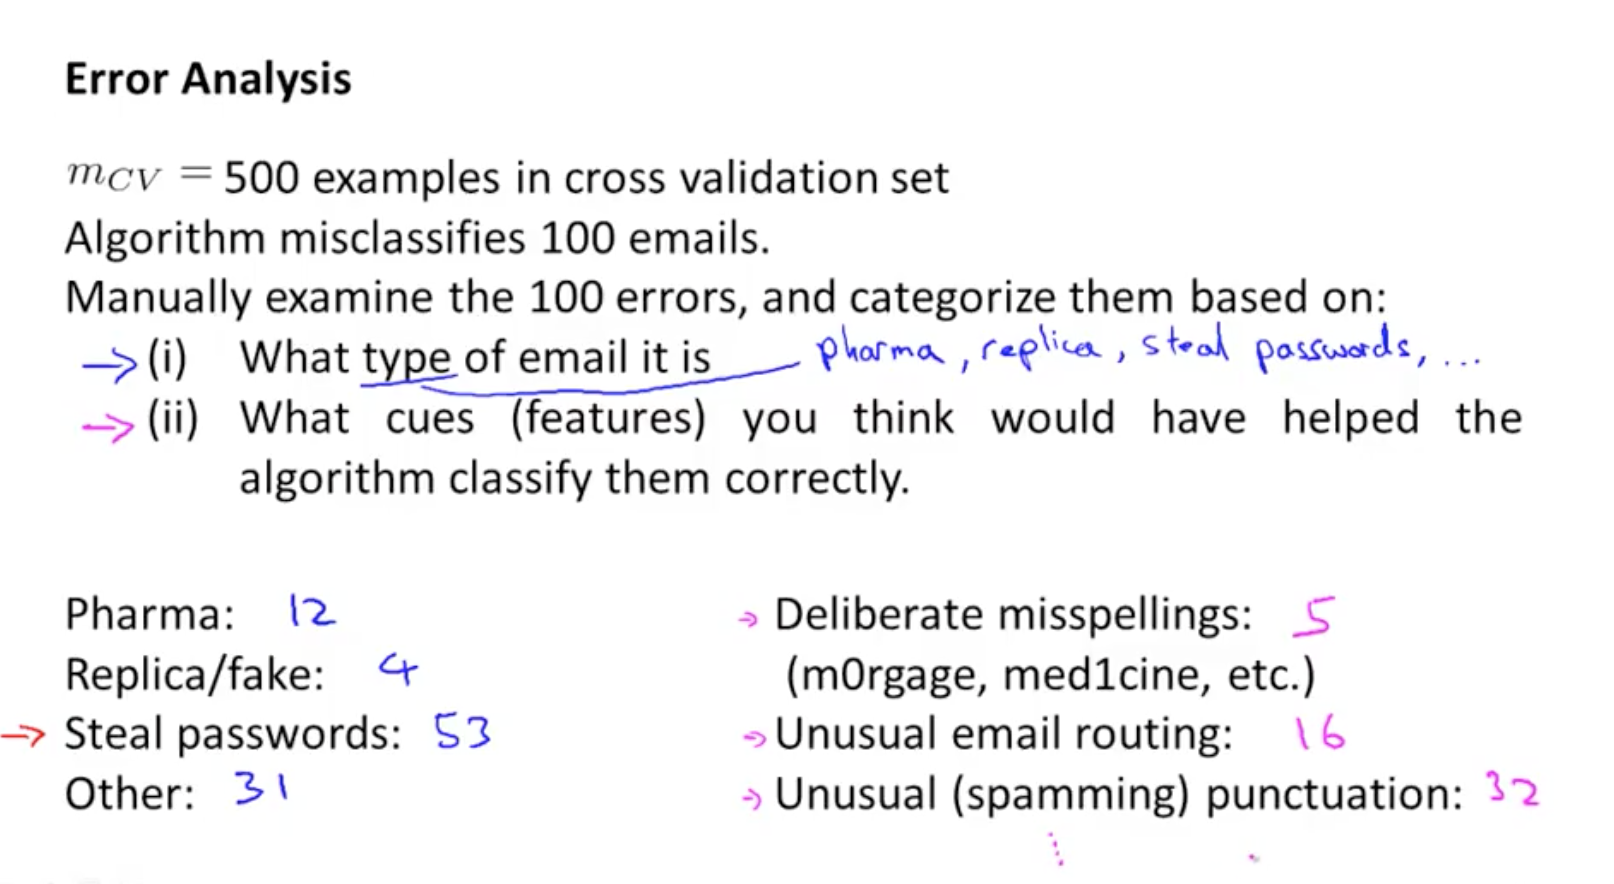 Error Analysis
m_CV = 500 examples in cross validation set
Algorithm misclassifies 100 emails.
Manually examine the 100 errors, and categorize them based on:
→ (i) What type of email it is pharma, replica, steal passwords, ...
→ (ii) What cues (features) you think would have helped the
algorithm classify them correctly.
Pharma: 12
Replica/fake: 4
→ Steal passwords: 53
Other: 31
→ Deliberate misspellings: 5
(m0rgage, med1cine, etc.)
→ Unusual email routing: 16
→ Unusual (spamming) punctuation: 32